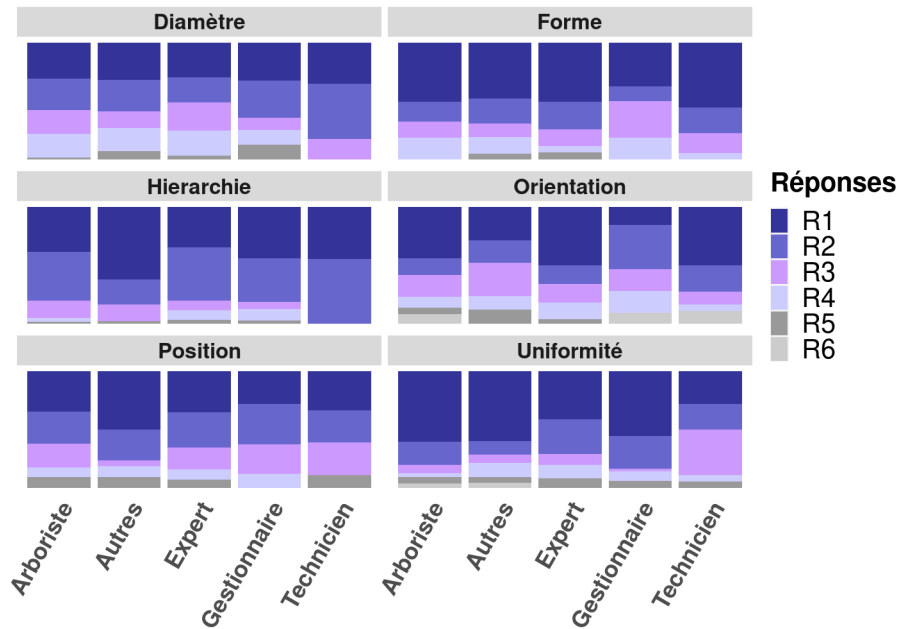 Diamètre
Forme
Hierarchie
Orientation
Position
Uniformité
Arboriste
Autres
Expert
Gestionnaire
Technicien
Arboriste
Autres
Expert
Gestionnaire
Technicien
Réponses
R1
R2
R3
R4
R5
R6